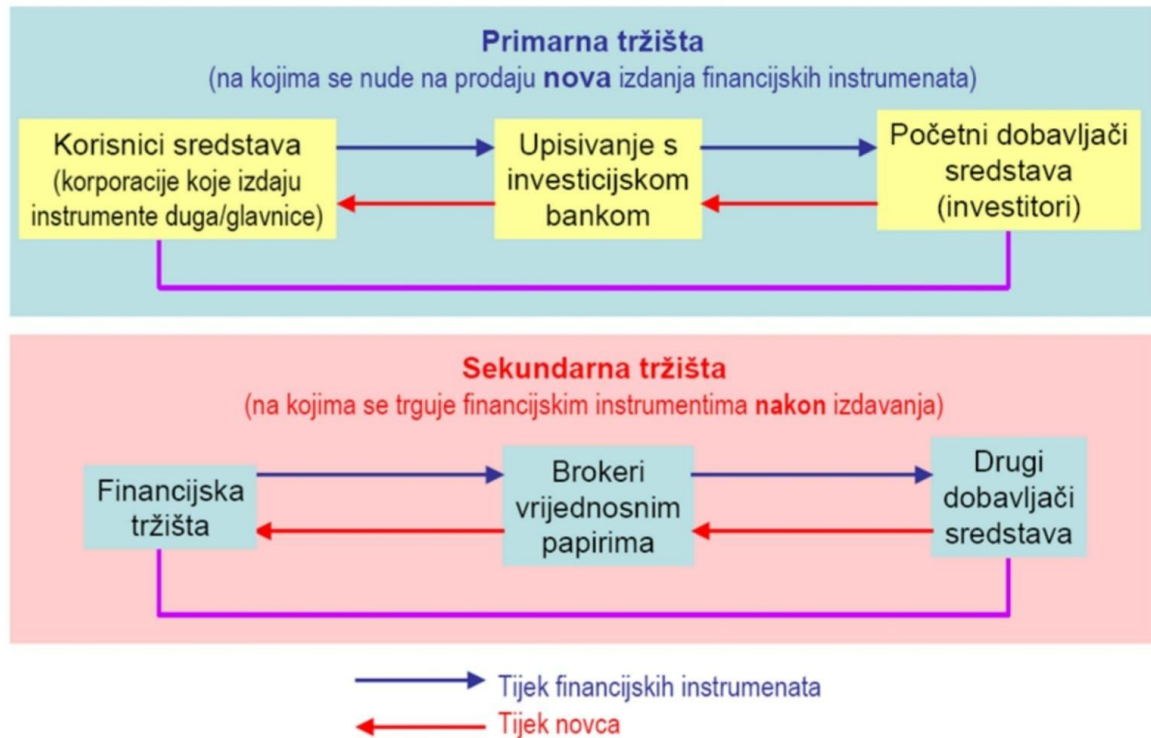 Primarna tržišta
(na kojima se nude na prodaju nova izdanja financijskih instrumenata)
Korisnici sredstava
(korporacije koje izdaju
instrumente duga/glavnice)
Upisivanje s
investicijskom
bankom
Početni dobavljači
sredstava
(investitori)
Sekundarna tržišta
(na kojima se trguje financijskim instrumentima nakon izdavanja)
Financijska
tržišta
Brokeri
vrijednosnim
papirima
Drugi
dobavljači
sredstava
Tijek financijskih instrumenata
Tijek novca